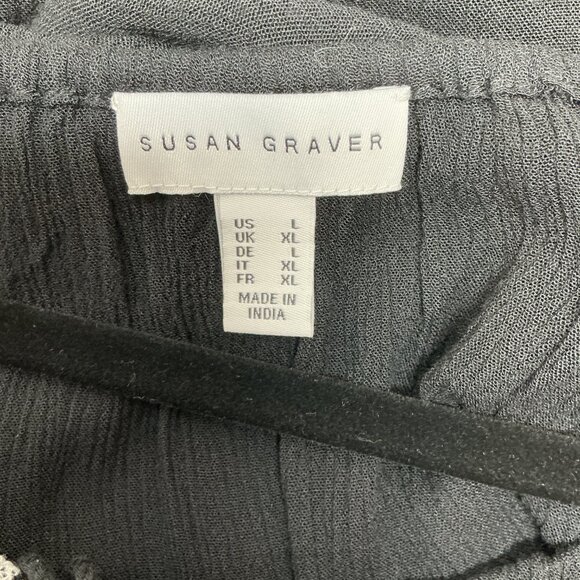 SUSAN GRAVER
US L
UK XL
DE L
IT XL
FR XL
MADE IN
INDIA